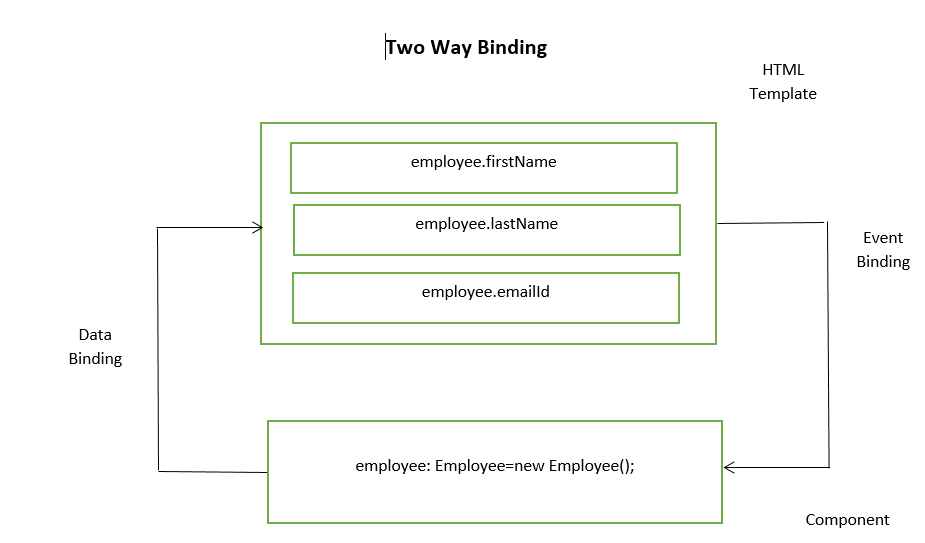 Two Way Binding
HTML
Template
employee.firstName
employee.lastName
Event
Binding
employee.emailId
Data
Binding
employee: Employee=new Employee();
Component